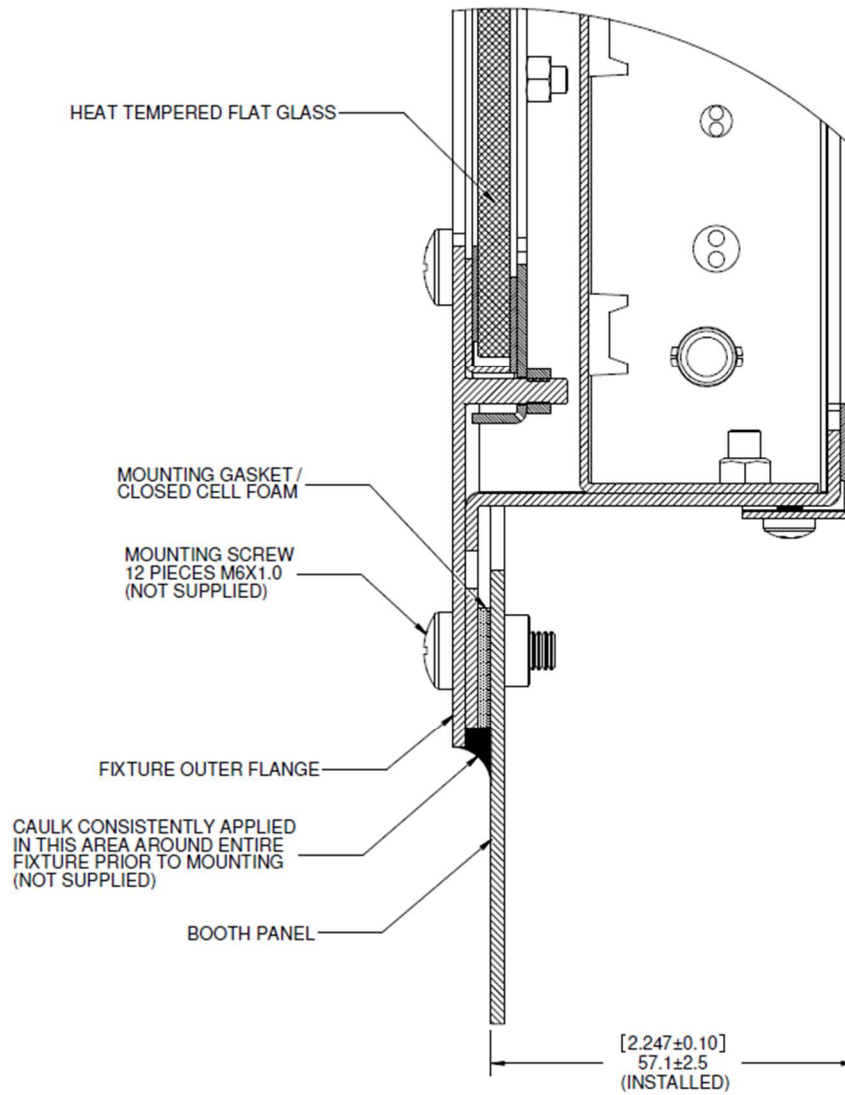 HEAT TEMPERED FLAT GLASS
MOUNTING GASKET /
CLOSED CELL FOAM
MOUNTING SCREW
12 PIECES M6X1.0
(NOT SUPPLIED)
FIXTURE OUTER FLANGE
CAULK CONSISTENTLY APPLIED
IN THIS AREA AROUND ENTIRE
FIXTURE PRIOR TO MOUNTING
(NOT SUPPLIED)
BOOTH PANEL
[2.247±0.10]
57.1±2.5
(INSTALLED)